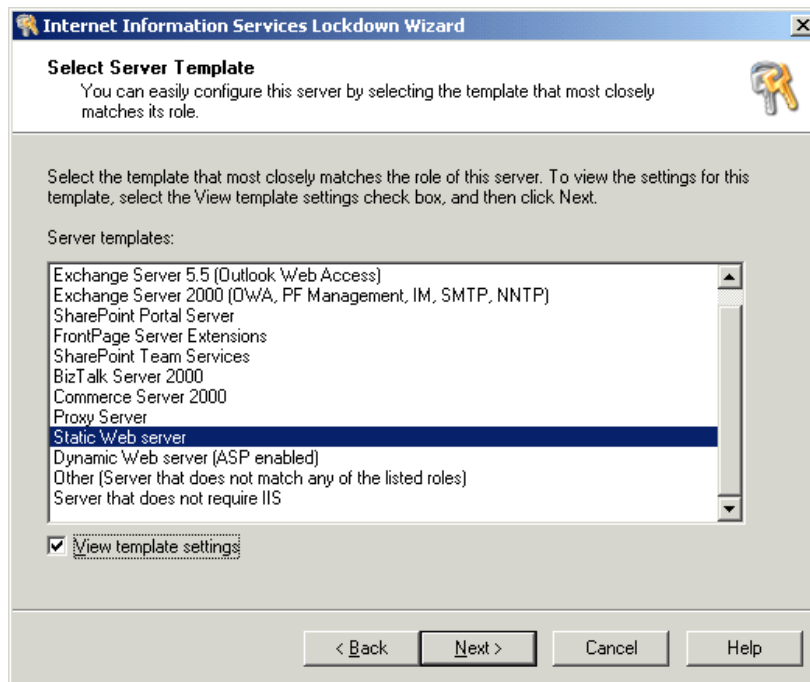 Internet Information Services Lockdown Wizard
Select Server Template
You can easily configure this server by selecting the template that most closely
matches its role.
Select the template that most closely matches the role of this server. To view the settings for this
template, select the View template settings check box, and then click Next.
Server templates:
Exchange Server 5.5 (Outlook Web Access)
Exchange Server 2000 (OWA, PF Management, IM, SMTP, NNTP)
SharePoint Portal Server
FrontPage Server Extensions
SharePoint Team Services
BizTalk Server 2000
Commerce Server 2000
Proxy Server
Static Web server
Dynamic Web server (ASP enabled)
Other (Server that does not match any of the listed roles)
Server that does not require IIS
View template settings
< Back Next > Cancel Help